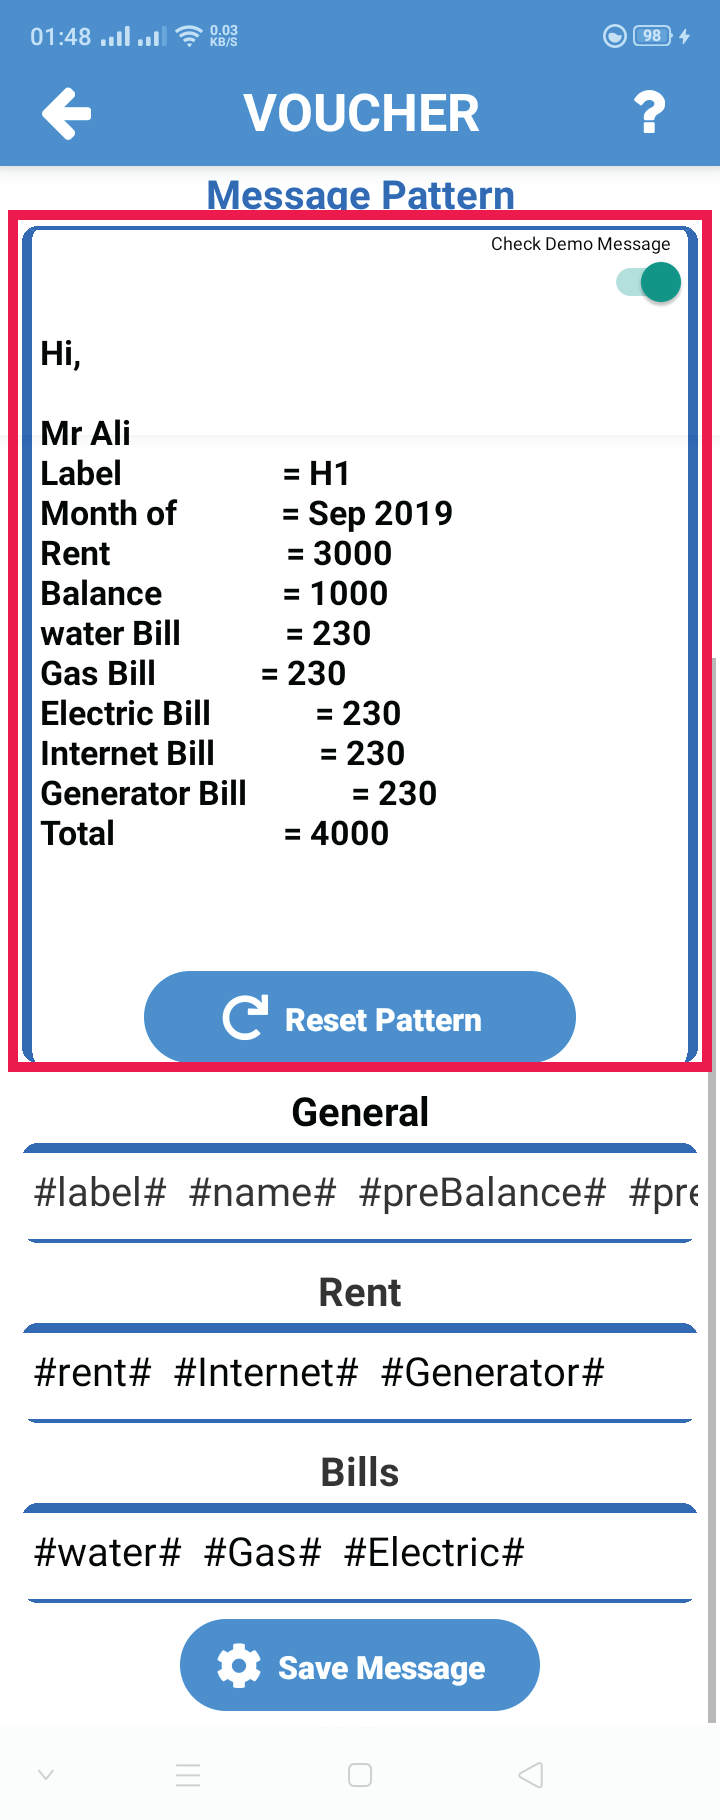 01:48 0.03 KB/S 98
VOUCHER ?
Message Pattern
Check Demo Message
Hi,
Mr Ali
Label = H1
Month of = Sep 2019
Rent = 3000
Balance = 1000
water Bill = 230
Gas Bill = 230
Electric Bill = 230
Internet Bill = 230
Generator Bill = 230
Total = 4000
Reset Pattern
General
#label# #name# #preBalance# #pre
Rent
#rent# #Internet# #Generator#
Bills
#water# #Gas# #Electric#
Save Message